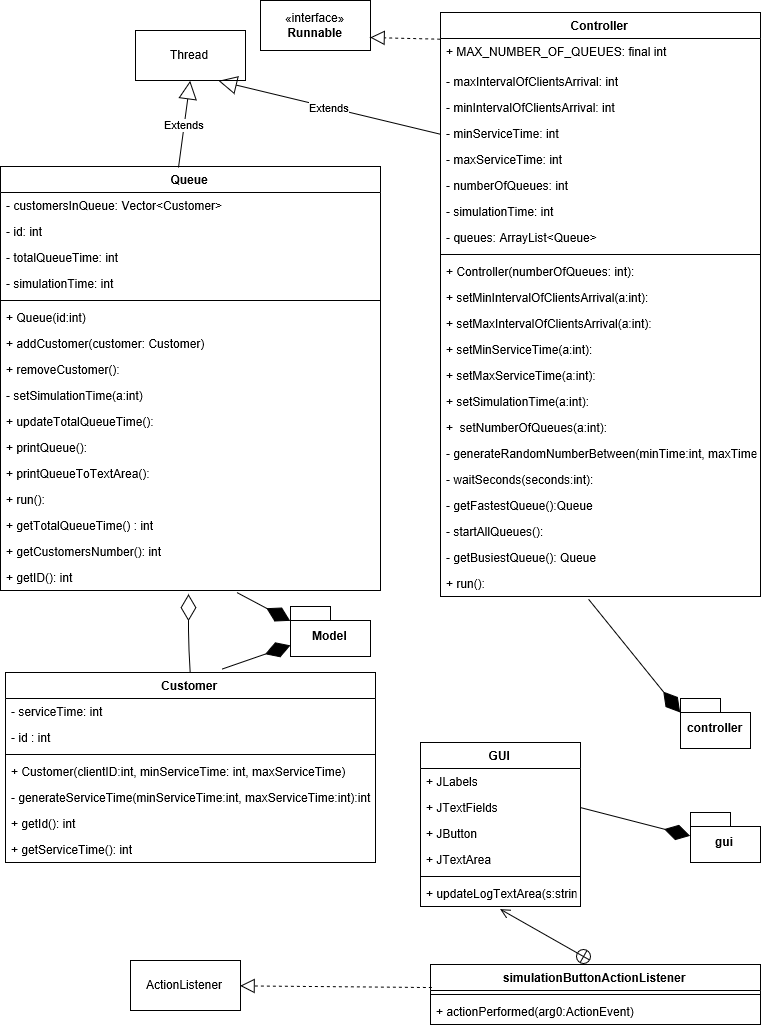 «interface»
Runnable
Thread
Extends
Extends
Controller
+ MAX_NUMBER_OF_QUEUES: final int
- maxIntervalOfClientsArrival: int
- minIntervalOfClientsArrival: int
- minServiceTime: int
- maxServiceTime: int
- numberOfQueues: int
- simulationTime: int
- queues: ArrayList<Queue>
+ Controller(numberOfQueues: int):
+ setMinIntervalOfClientsArrival(a:int):
+ setMaxIntervalOfClientsArrival(a:int):
+ setMinServiceTime(a:int):
+ setMaxServiceTime(a:int):
+ setSimulationTime(a:int):
+ setNumberOfQueues(a:int):
- generateRandomNumberBetween(minTime:int, maxTime
- waitSeconds(seconds:int):
- getFastestQueue():Queue
- startAllQueues():
- getBusiestQueue(): Queue
+ run():
Queue
- customersInQueue: Vector<Customer>
- id: int
- totalQueueTime: int
- simulationTime: int
+ Queue(id:int)
+ addCustomer(customer: Customer)
+ removeCustomer():
- setSimulationTime(a:int)
+ updateTotalQueueTime():
+ printQueue():
+ printQueueToTextArea():
+ run():
+ getTotalQueueTime() : int
+ getCustomersNumber(): int
+ getID(): int
Model
Customer
- serviceTime: int
- id : int
+ Customer(clientID:int, minServiceTime: int, maxServiceTime)
- generateServiceTime(minServiceTime:int, maxServiceTime:int):int
+ getId(): int
+ getServiceTime(): int
controller
GUI
+ JLabels
+ JTextFields
+ JButton
+ JTextArea
+ updateLogTextArea(s:strin
gui
ActionListener
simulationButtonActionListener
+ actionPerformed(arg0:ActionEvent)